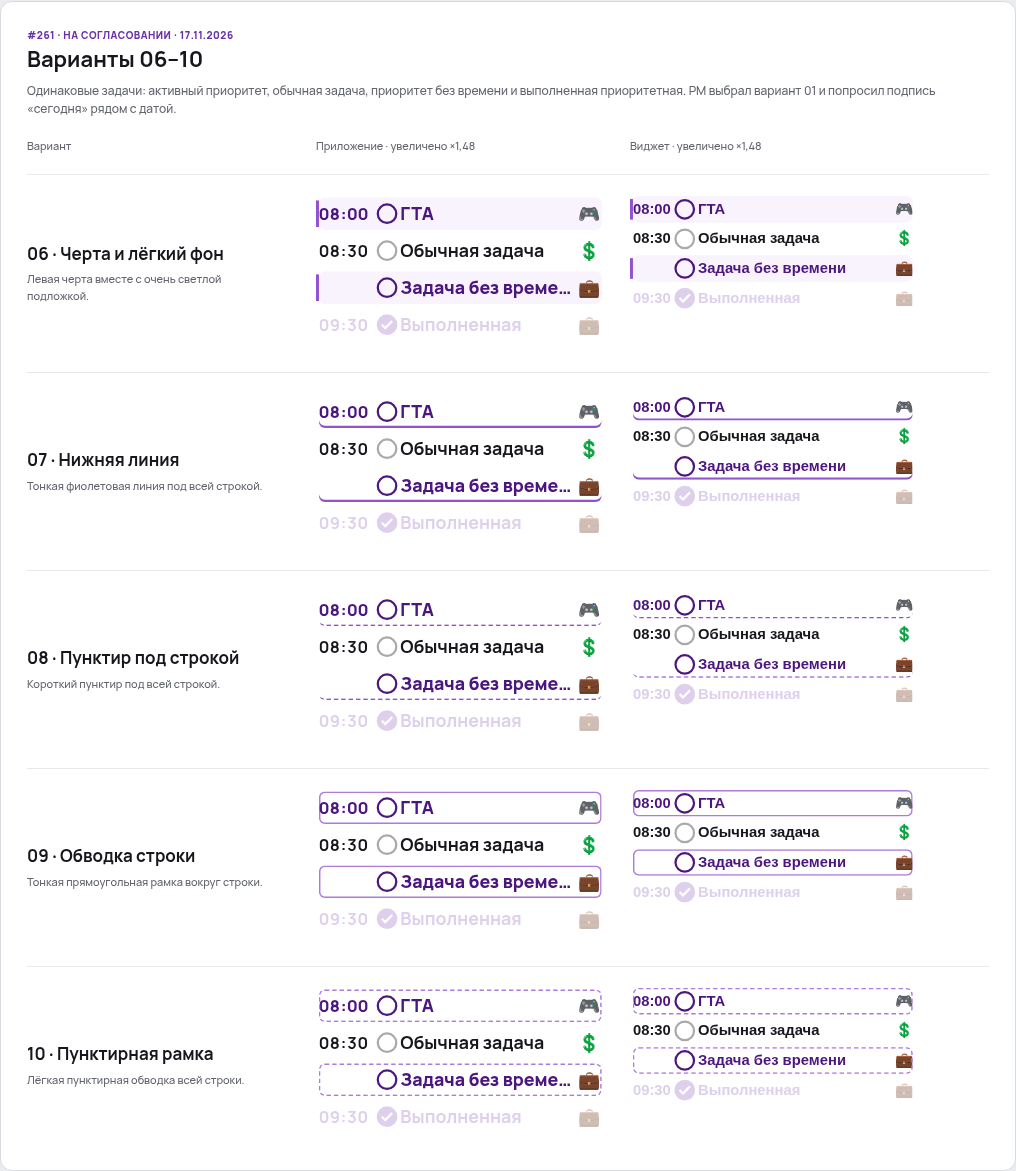 #261 · НА СОГЛАСОВАНИИ · 17.11.2026
Варианты 06–10
Одинаковые задачи: активный приоритет, обычная задача, приоритет без времени и выполненная приоритетная. PM выбрал вариант 01 и попросил подпись
«сегодня» рядом с датой.
Вариант Приложение · увеличено ×1,48 Виджет · увеличено ×1,48
06 · Черта и лёгкий фон
Левая черта вместе с очень светлой
подложкой.
08:00 ГТА
08:30 Обычная задача
Задача без време...
09:30 Выполненная
08:00 ГТА
08:30 Обычная задача
Задача без времени
09:30 Выполненная
07 · Нижняя линия
Тонкая фиолетовая линия под всей строкой.
08:00 ГТА
08:30 Обычная задача
Задача без време...
09:30 Выполненная
08:00 ГТА
08:30 Обычная задача
Задача без времени
09:30 Выполненная
08 · Пунктир под строкой
Короткий пунктир под всей строкой.
08:00 ГТА
08:30 Обычная задача
Задача без време...
09:30 Выполненная
08:00 ГТА
08:30 Обычная задача
Задача без времени
09:30 Выполненная
09 · Обводка строки
Тонкая прямоугольная рамка вокруг строки.
08:00 ГТА
08:30 Обычная задача
Задача без време...
09:30 Выполненная
08:00 ГТА
08:30 Обычная задача
Задача без времени
09:30 Выполненная
10 · Пунктирная рамка
Лёгкая пунктирная обводка всей строки.
08:00 ГТА
08:30 Обычная задача
Задача без време...
09:30 Выполненная
08:00 ГТА
08:30 Обычная задача
Задача без времени
09:30 Выполненная